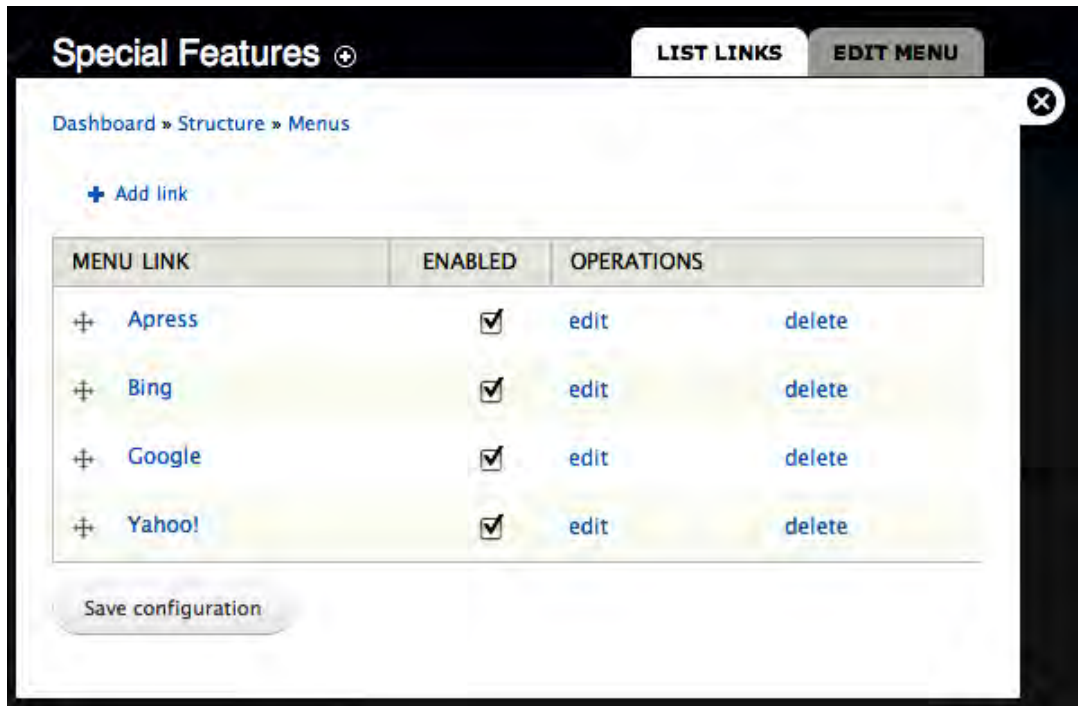 Special Features
LIST LINKS EDIT MENU
Dashboard » Structure » Menus
Add link
MENU LINK ENABLED OPERATIONS
Apress edit delete
Bing edit delete
Google edit delete
Yahoo! edit delete
Save configuration